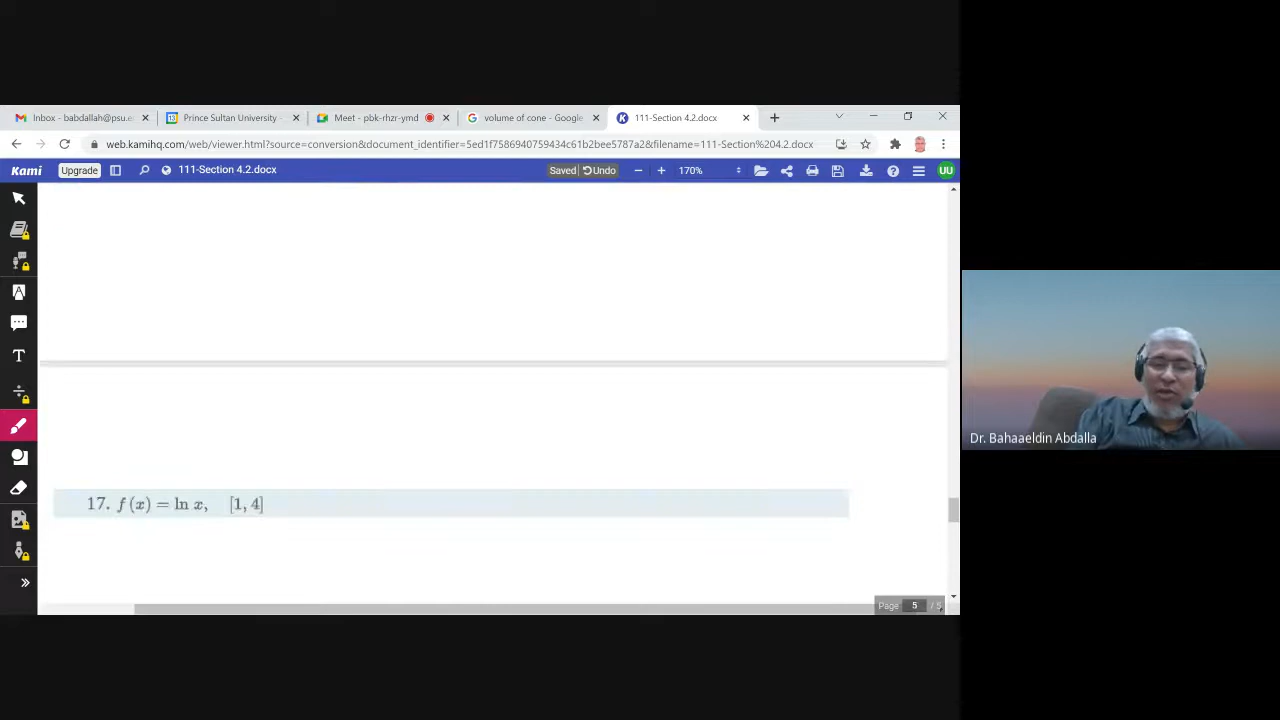 Inbox - babdallah@psu.e
Prince Sultan University -
Meet - pbk-rhzr-ymd
volume of cone - Google
111-Section 4.2.docx
web.kamihq.com/web/viewer.html?source=conversion&document_identifier=5ed1f7586940759434c61b2bee5787a2&filename=111-Section%204.2.docx
Kami
Upgrade
111-Section 4.2.docx
Saved
Undo
170%
UU
Dr. Bahaaeldin Abdalla
17. f (x) = ln x, [1, 4]
Page 5 / 5